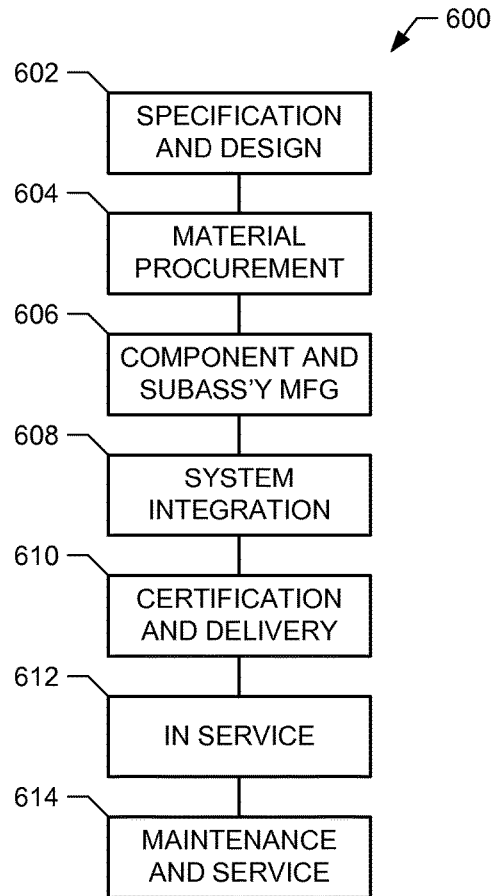 600
602
SPECIFICATION
AND DESIGN
604
MATERIAL
PROCUREMENT
606
COMPONENT AND
SUBASS'Y MFG
608
SYSTEM
INTEGRATION
610
CERTIFICATION
AND DELIVERY
612
IN SERVICE
614
MAINTENANCE
AND SERVICE